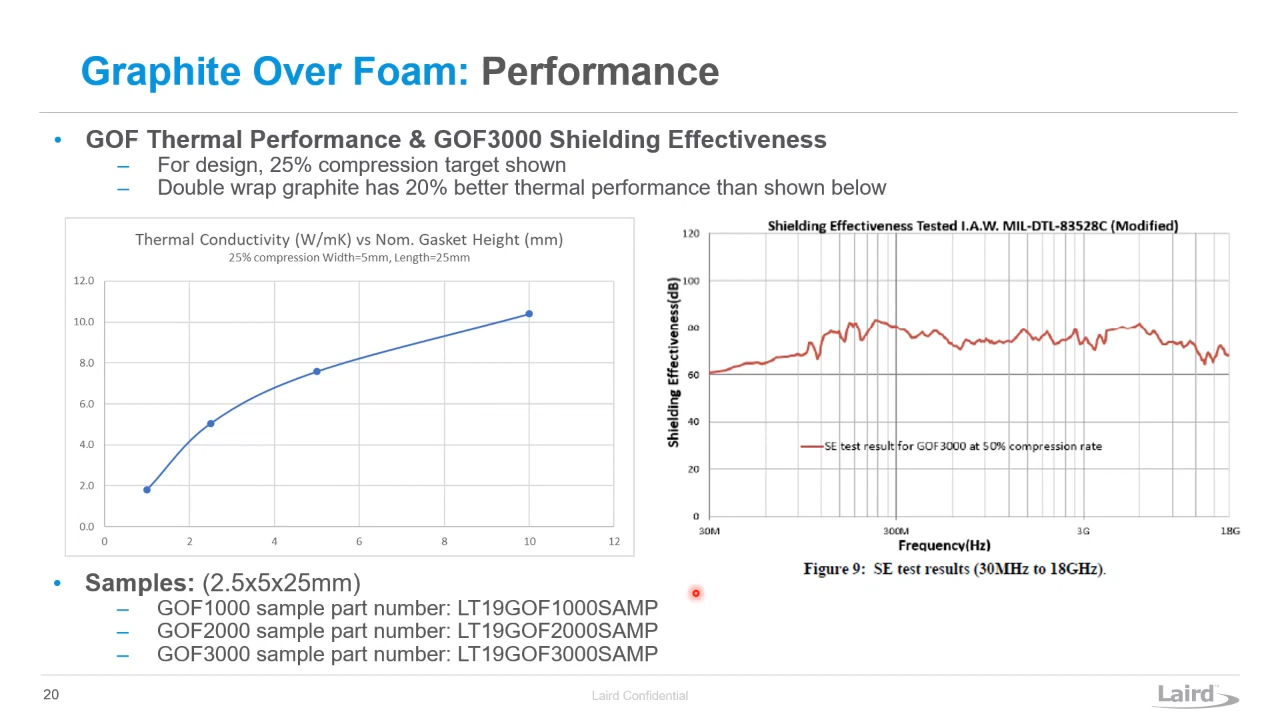 Graphite Over Foam: Performance
• GOF Thermal Performance & GOF3000 Shielding Effectiveness
– For design, 25% compression target shown
– Double wrap graphite has 20% better thermal performance than shown below
Thermal Conductivity (W/mK) vs Nom. Gasket Height (mm)
25% compression Width=5mm, Length=25mm
12.0
10.0
8.0
6.0
4.0
2.0
0.0
0 2 4 6 8 10 12
Shielding Effectiveness Tested I.A.W. MIL-DTL-83528C (Modified)
Shielding Effectiveness(dB)
120
100
80
60
40
20
0
SE test result for GOF3000 at 50% compression rate
30M 300M 3G 18G
Frequency(Hz)
Figure 9: SE test results (30MHz to 18GHz).
• Samples: (2.5x5x25mm)
– GOF1000 sample part number: LT19GOF1000SAMP
– GOF2000 sample part number: LT19GOF2000SAMP
– GOF3000 sample part number: LT19GOF3000SAMP
20
Laird Confidential
Laird™